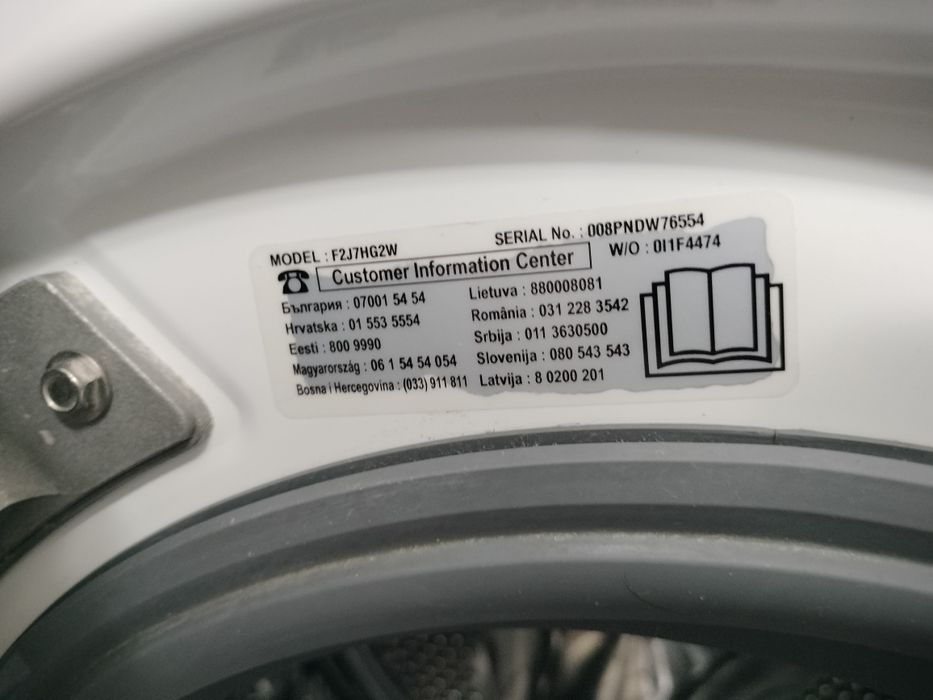 MODEL : F2J7HG2W SERIAL No. : 008PNDW76554
Customer Information Center W/O : 0I1F4474
България : 07001 54 54
Hrvatska : 01 553 5554
Eesti : 800 9990
Magyarország : 06 1 54 54 054
Bosna i Hercegovina : (033) 911 811
Lietuva : 880008081
România : 031 228 3542
Srbija : 011 3630500
Slovenija : 080 543 543
Latvija : 8 0200 201